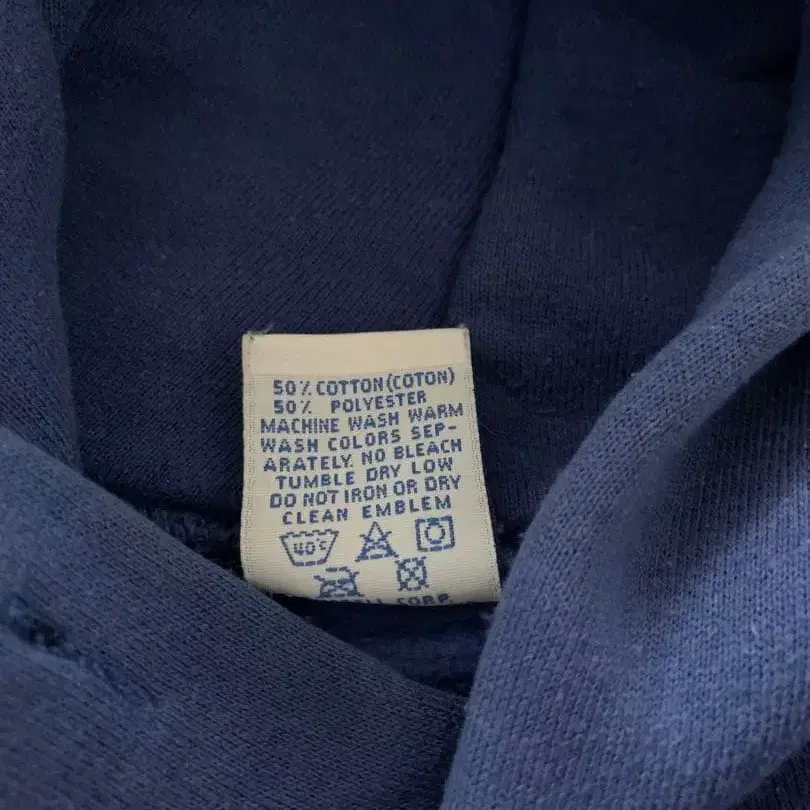 50% COTTON (COTON)
50% POLYESTER
MACHINE WASH WARM
WASH COLORS SEP-
ARATELY. NO BLEACH
TUMBLE DRY LOW
DO NOT IRON OR DRY
CLEAN EMBLEM
40°C
CORP.